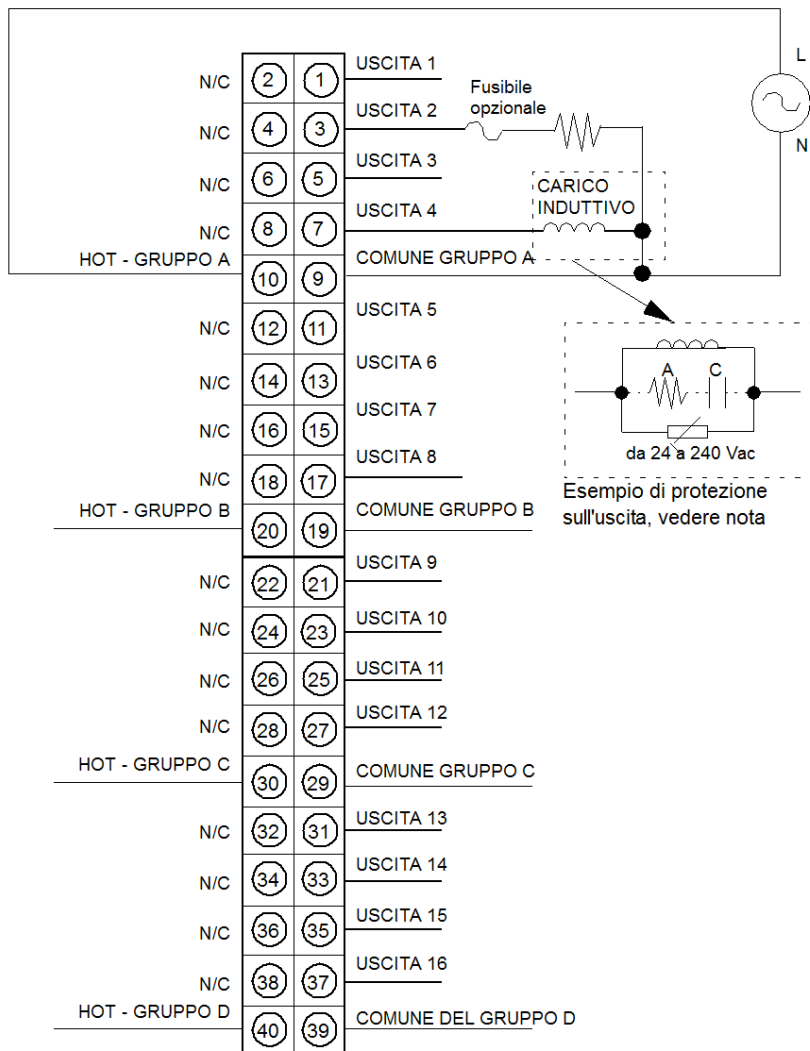 L
USCITA 1
N/C 2 1
Fusibile
opzionale
USCITA 2
N/C 4 3
N
USCITA 3
N/C 6 5
CARICO
INDUTTIVO
USCITA 4
N/C 8 7
HOT - GRUPPO A 10 9 COMUNE GRUPPO A
USCITA 5
N/C 12 11
USCITA 6
N/C 14 13
A C
USCITA 7
N/C 16 15
da 24 a 240 Vac
USCITA 8
N/C 18 17
Esempio di protezione
sull'uscita, vedere nota
HOT - GRUPPO B 20 19 COMUNE GRUPPO B
USCITA 9
N/C 22 21
USCITA 10
N/C 24 23
USCITA 11
N/C 26 25
USCITA 12
N/C 28 27
HOT - GRUPPO C 30 29 COMUNE GRUPPO C
USCITA 13
N/C 32 31
USCITA 14
N/C 34 33
USCITA 15
N/C 36 35
USCITA 16
N/C 38 37
HOT - GRUPPO D 40 39 COMUNE DEL GRUPPO D